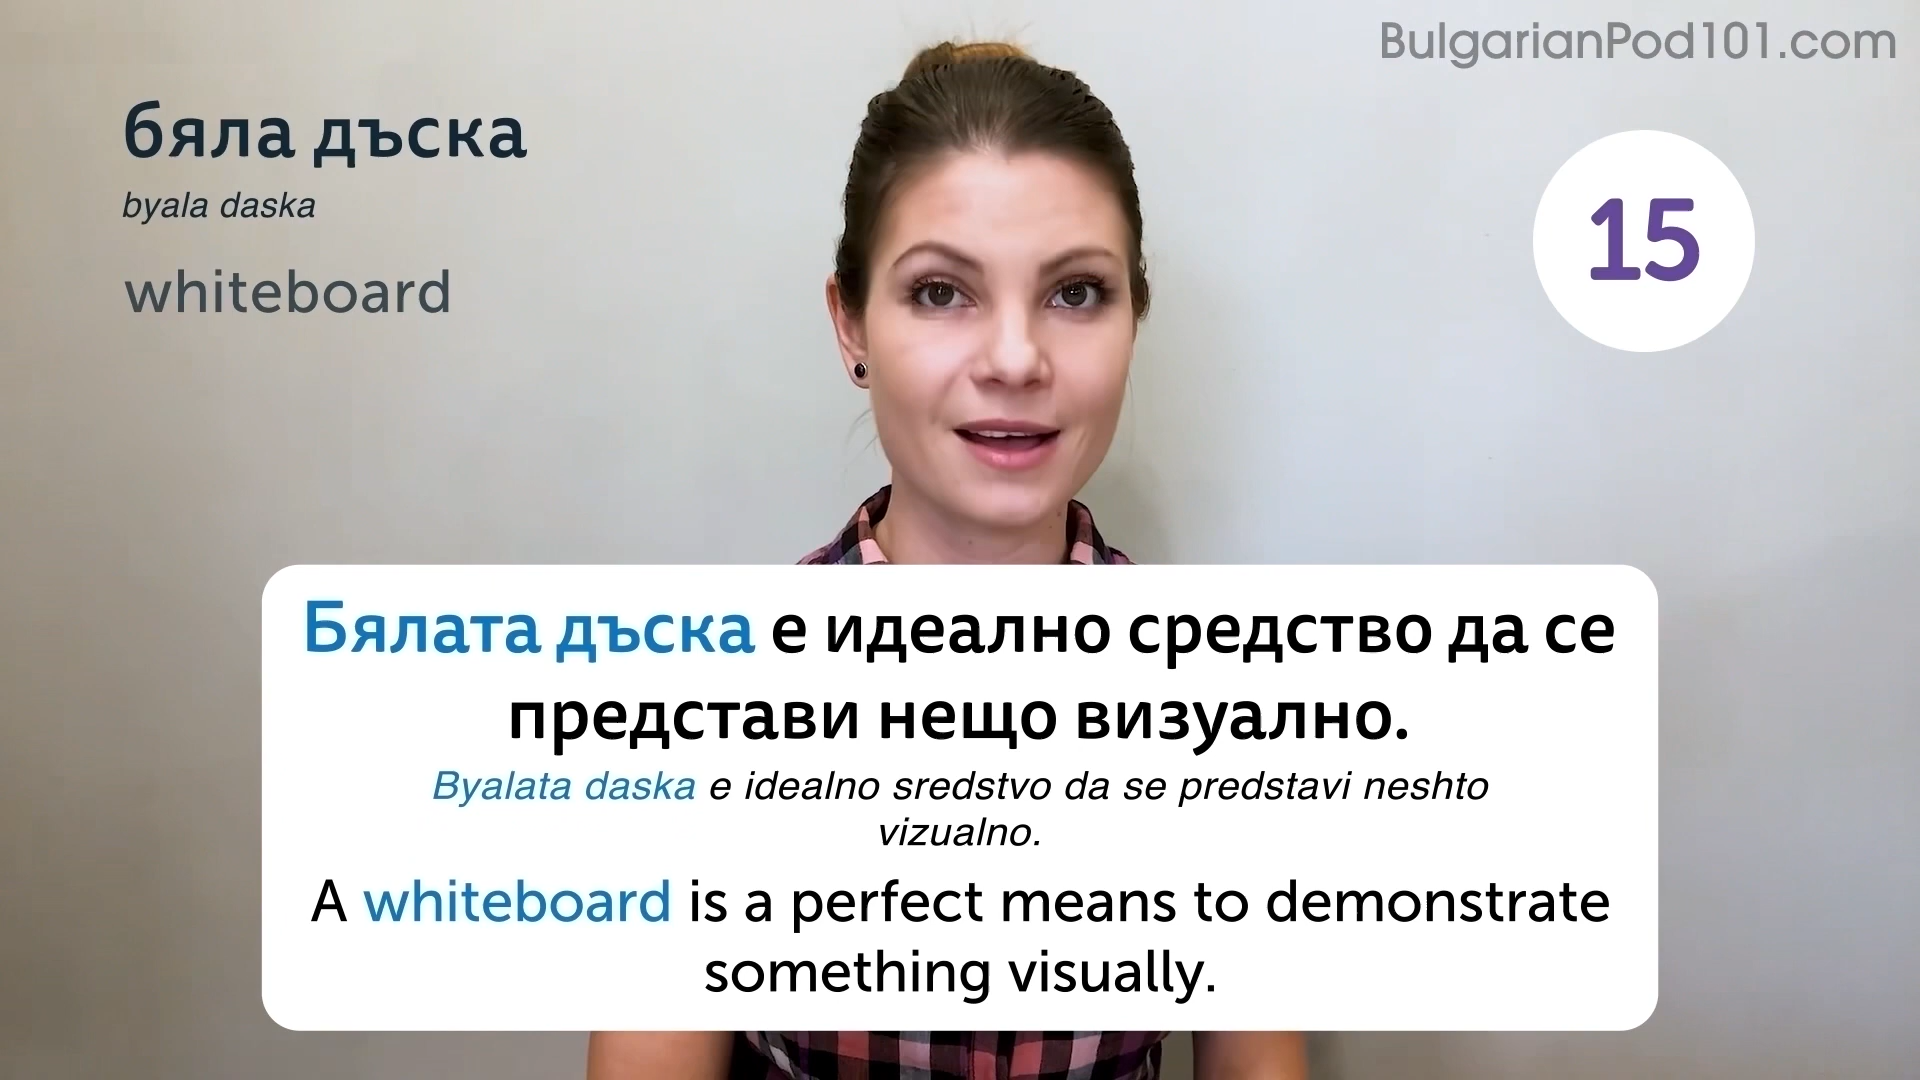 BulgarianPod101.com
бяла дъска
byala daska
whiteboard
15
Бялата дъска е идеално средство да се
представи нещо визуално.
Byalata daska e idealno sredstvo da se predstavi neshto
vizualno.
A whiteboard is a perfect means to demonstrate
something visually.